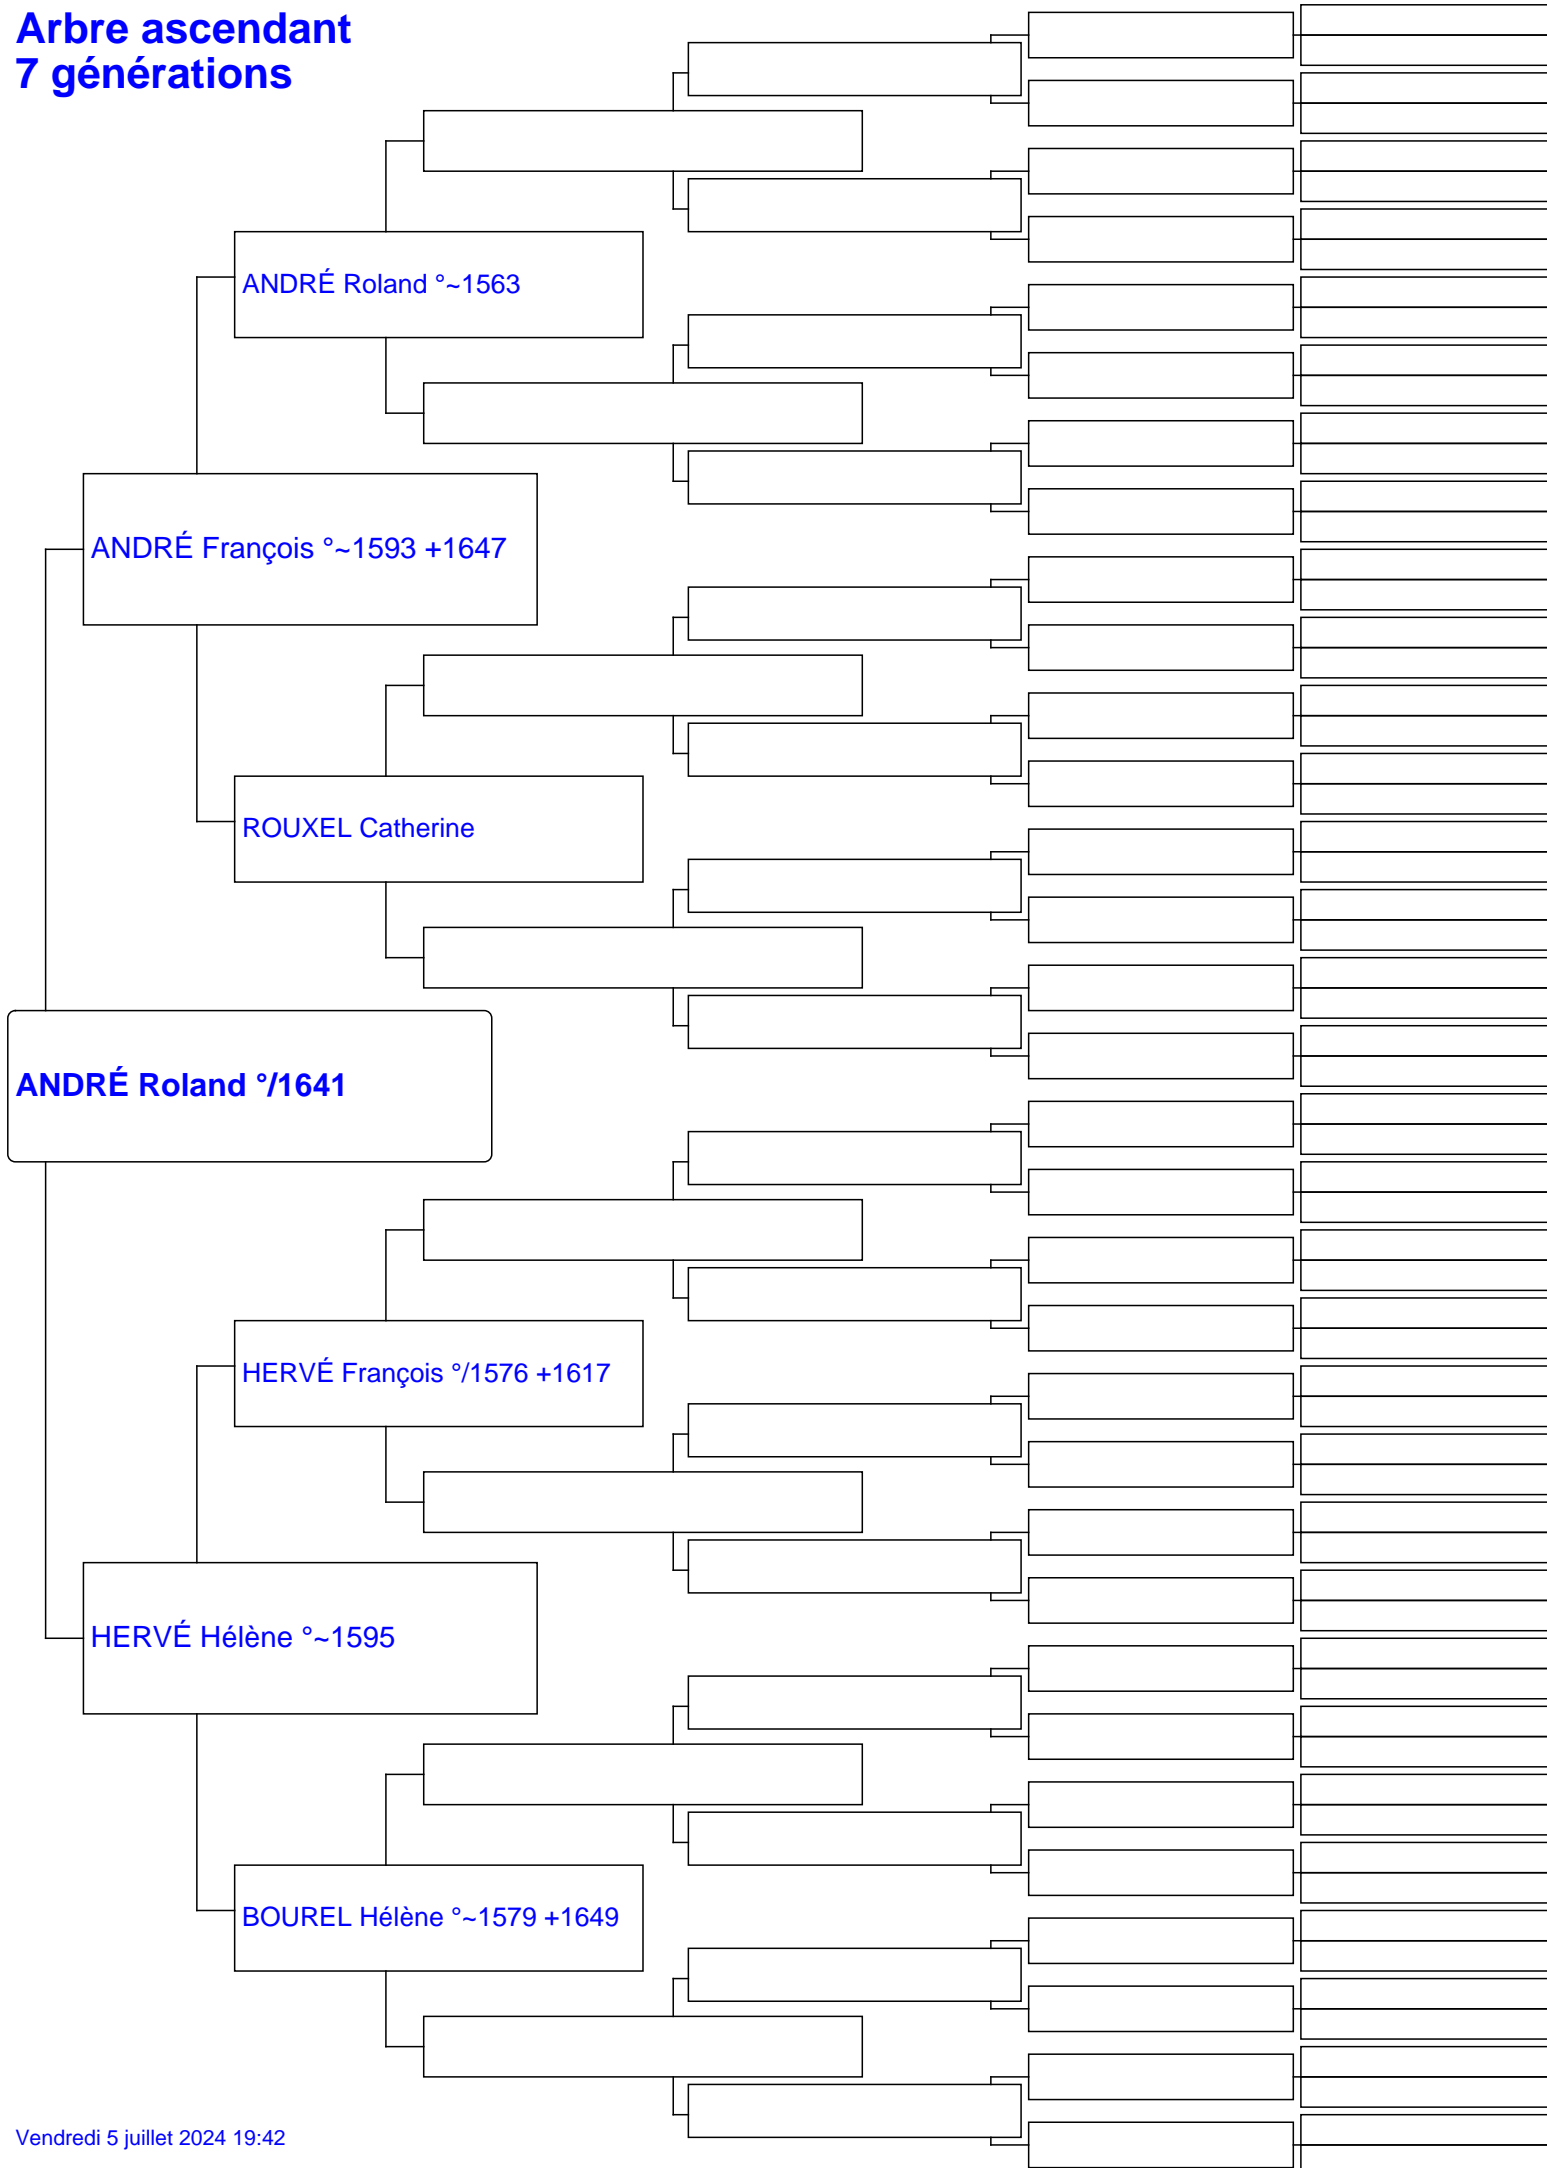 Arbre ascendant
7 générations
ANDRÉ Roland °~1563
ANDRÉ François °~1593 +1647
ROUXEL Catherine
ANDRÉ Roland °/1641
HERVÉ François °/1576 +1617
HERVÉ Hélène °~1595
BOUREL Hélène °~1579 +1649
Vendredi 5 juillet 2024 19:42